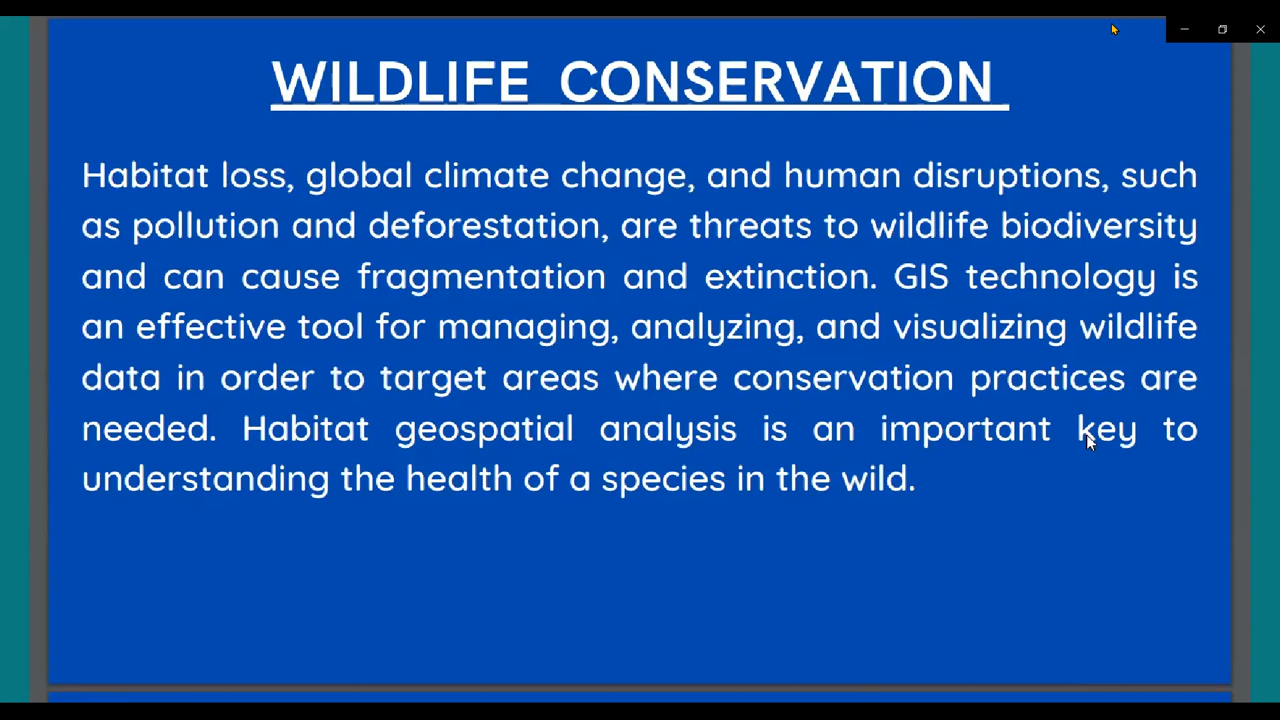 WILDLIFE CONSERVATION
Habitat loss, global climate change, and human disruptions, such
as pollution and deforestation, are threats to wildlife biodiversity
and can cause fragmentation and extinction. GIS technology is
an effective tool for managing, analyzing, and visualizing wildlife
data in order to target areas where conservation practices are
needed. Habitat geospatial analysis is an important key to
understanding the health of a species in the wild.